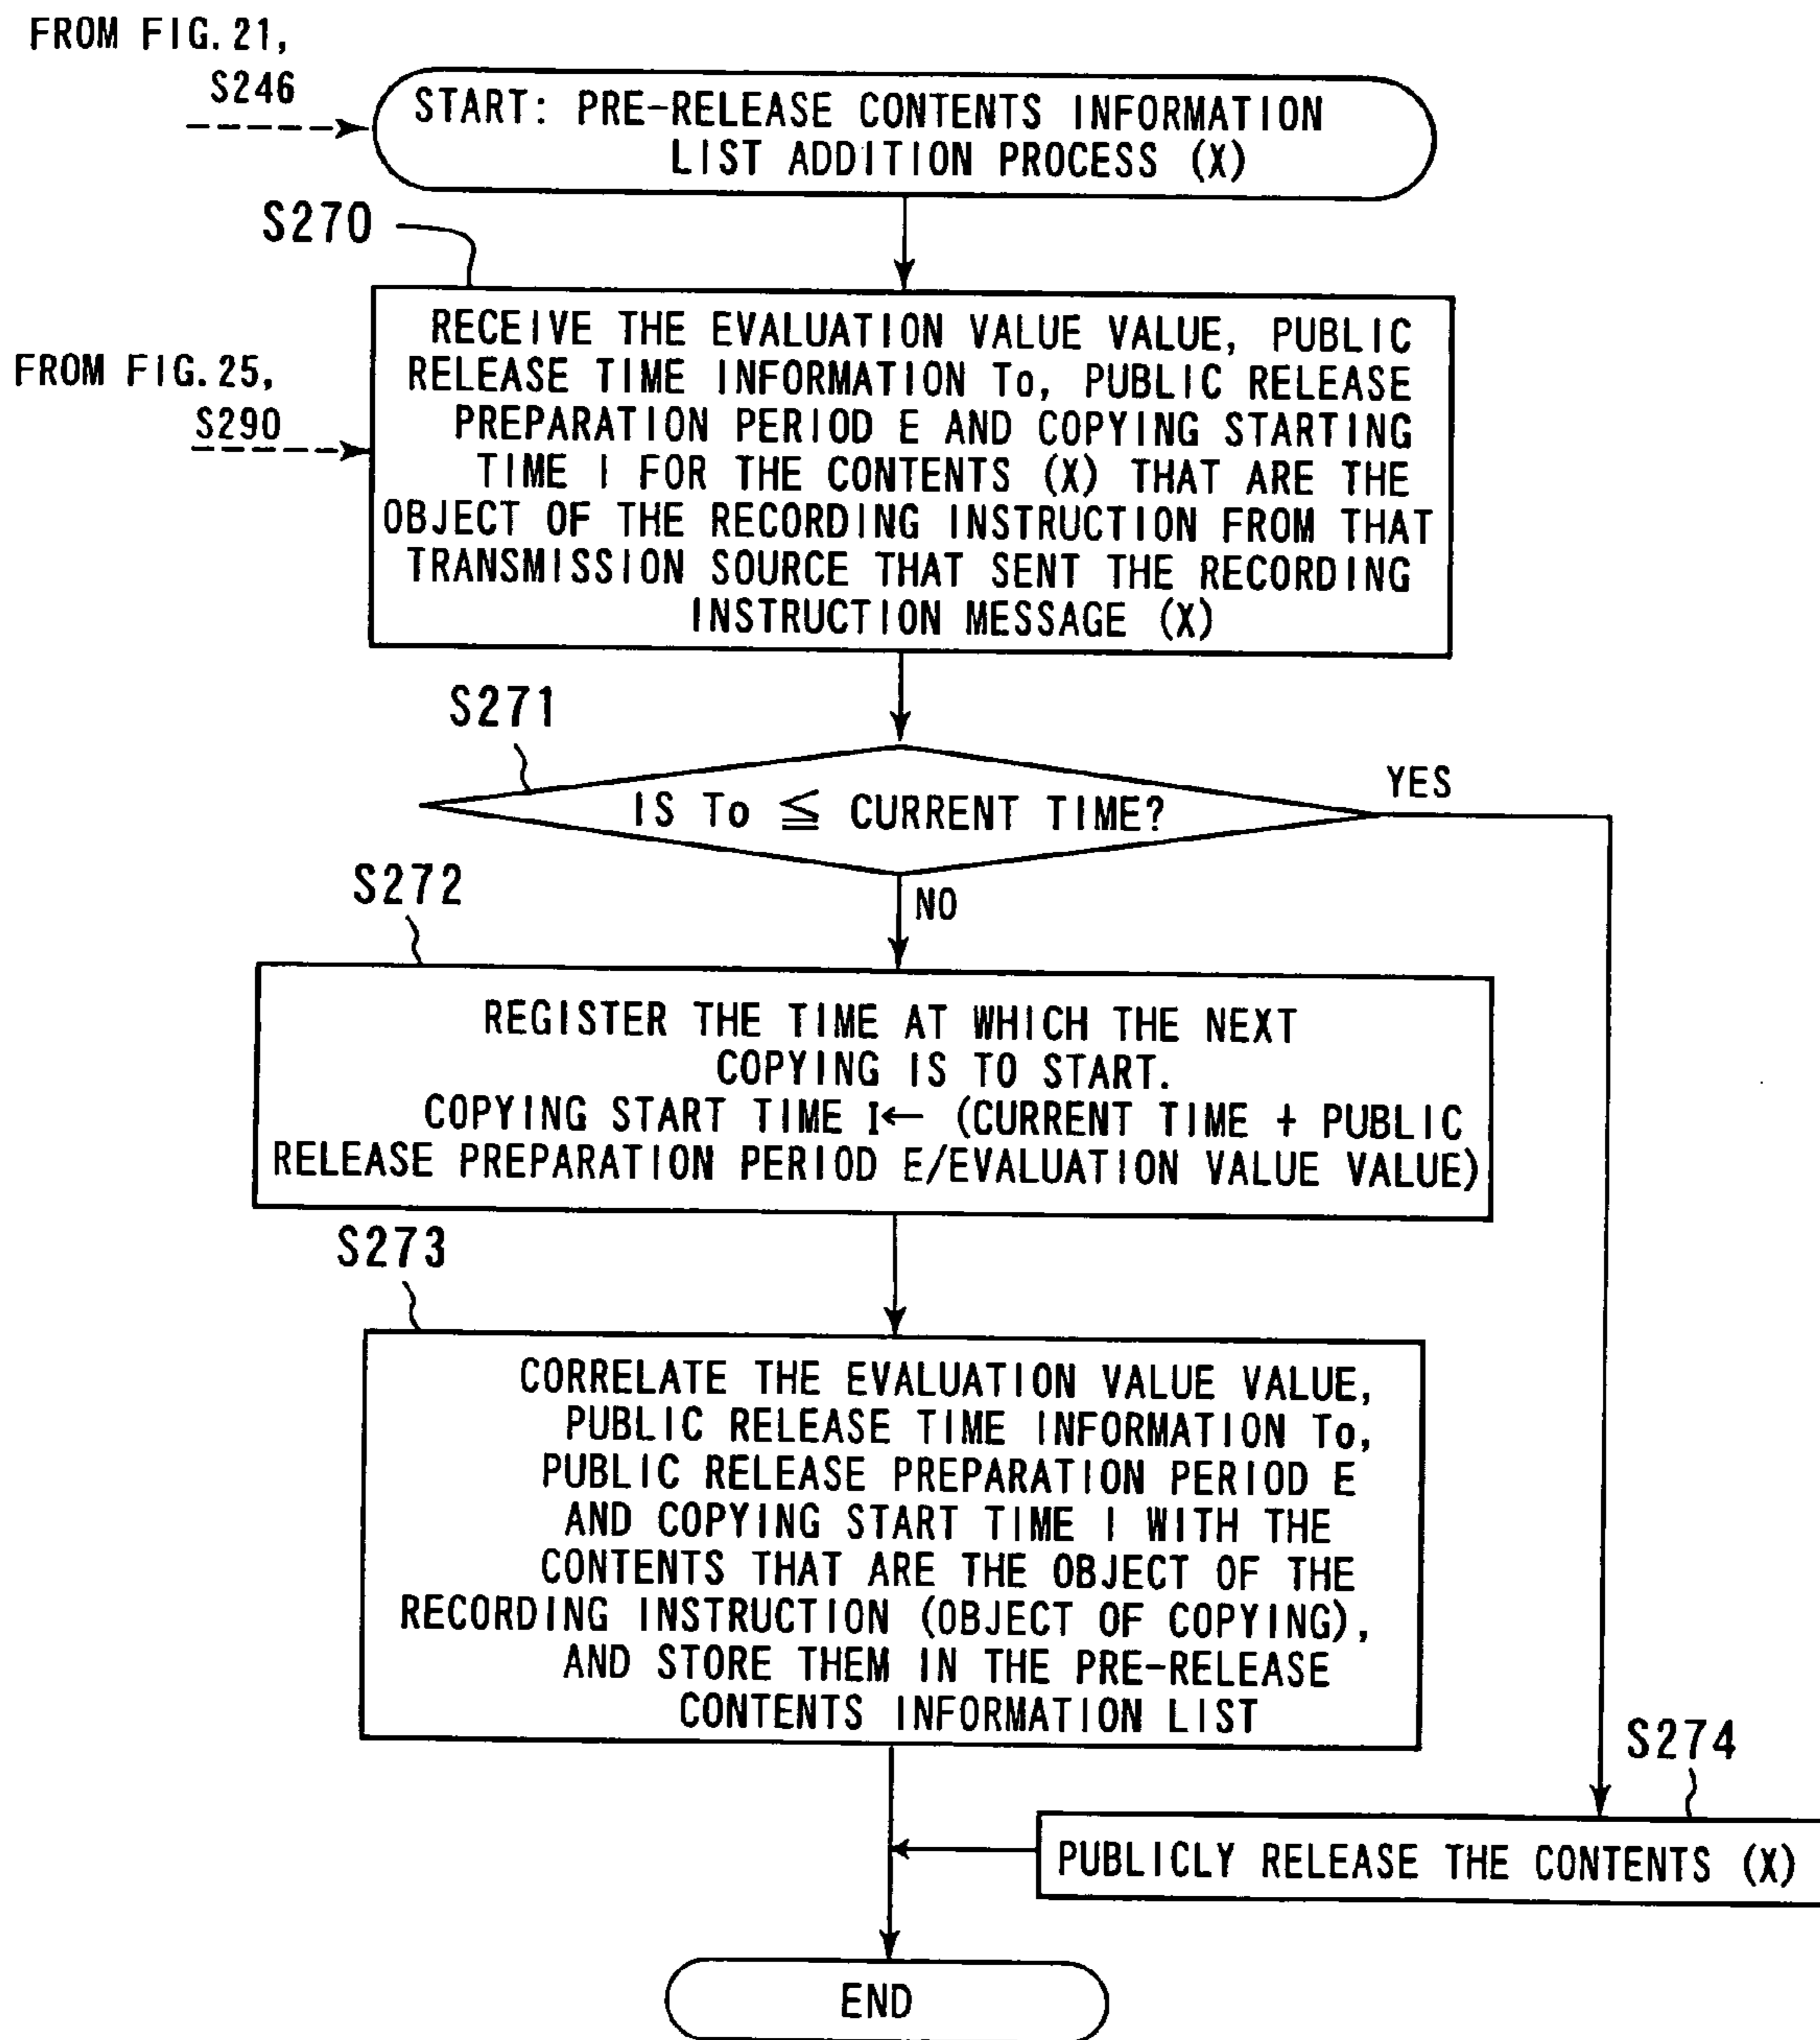 FROM FIG. 21,
S246
START: PRE-RELEASE CONTENTS INFORMATION
LIST ADDITION PROCESS (X)
S270
FROM FIG. 25,
S290
RECEIVE THE EVALUATION VALUE VALUE, PUBLIC
RELEASE TIME INFORMATION To, PUBLIC RELEASE
PREPARATION PERIOD E AND COPYING STARTING
TIME I FOR THE CONTENTS (X) THAT ARE THE
OBJECT OF THE RECORDING INSTRUCTION FROM THAT
TRANSMISSION SOURCE THAT SENT THE RECORDING
INSTRUCTION MESSAGE (X)
S271
IS To ≦ CURRENT TIME?
YES
NO
S272
REGISTER THE TIME AT WHICH THE NEXT
COPYING IS TO START.
COPYING START TIME I← (CURRENT TIME + PUBLIC
RELEASE PREPARATION PERIOD E/EVALUATION VALUE VALUE)
S273
CORRELATE THE EVALUATION VALUE VALUE,
PUBLIC RELEASE TIME INFORMATION To,
PUBLIC RELEASE PREPARATION PERIOD E
AND COPYING START TIME I WITH THE
CONTENTS THAT ARE THE OBJECT OF THE
RECORDING INSTRUCTION (OBJECT OF COPYING),
AND STORE THEM IN THE PRE-RELEASE
CONTENTS INFORMATION LIST
S274
PUBLICLY RELEASE THE CONTENTS (X)
END